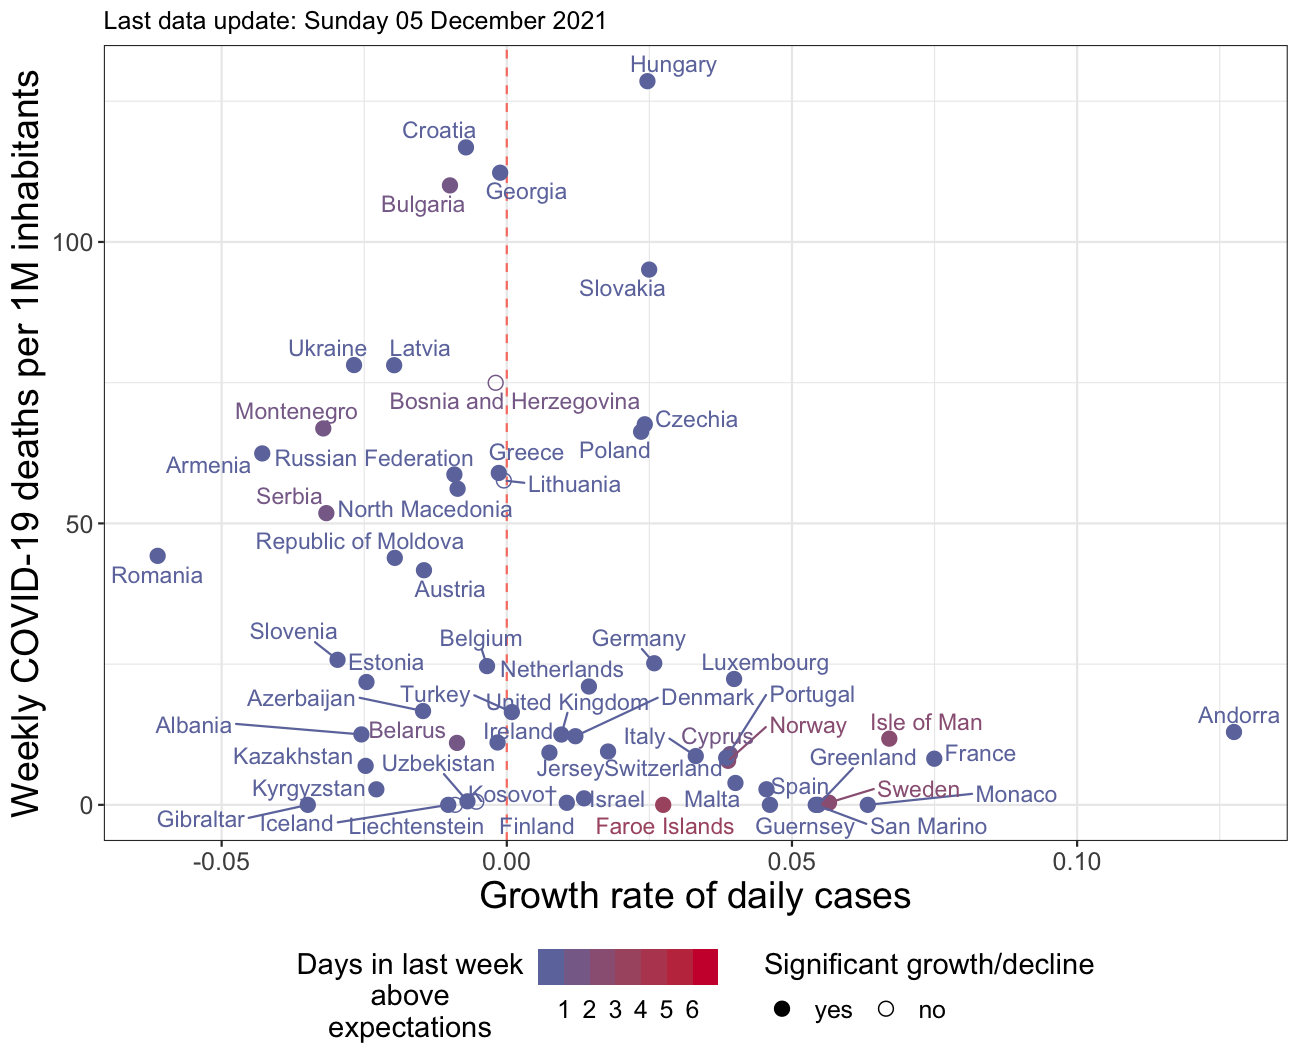 Last data update: Sunday 05 December 2021
Weekly COVID-19 deaths per 1M inhabitants
100
50
0
Hungary
Croatia
Georgia
Bulgaria
Slovakia
Ukraine
Latvia
Bosnia and Herzegovina
Montenegro
Czechia
Poland
Armenia
Russian Federation
Greece
Lithuania
Serbia
North Macedonia
Republic of Moldova
Romania
Austria
Slovenia
Belgium
Germany
Estonia
Netherlands
Luxembourg
Azerbaijan
Turkey
United Kingdom
Denmark
Portugal
Albania
Belarus
Ireland
Italy
Cyprus
Norway
Isle of Man
Andorra
Kazakhstan
Uzbekistan
Jersey
Switzerland
Greenland
France
Kyrgyzstan
Kosovo†
Israel
Malta
Spain
Sweden
Monaco
Gibraltar
Iceland
Liechtenstein
Finland
Faroe Islands
Guernsey
San Marino
-0.05
0.00
0.05
0.10
Growth rate of daily cases
Days in last week
above
expectations
1 2 3 4 5 6
Significant growth/decline
yes
no